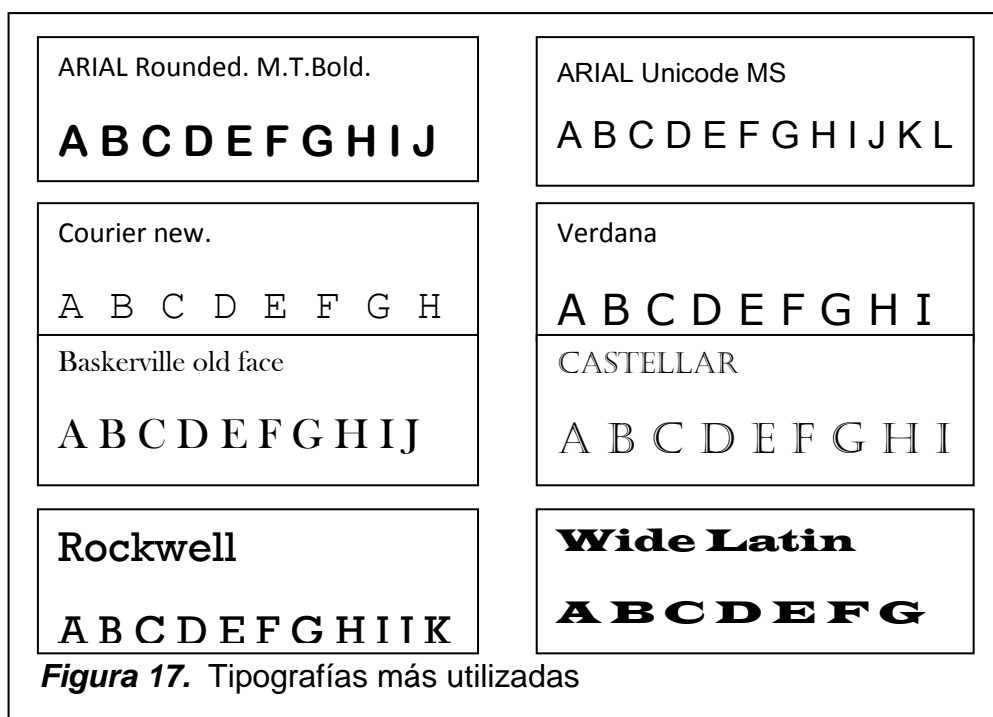 ARIAL Rounded. M.T.Bold.
A B C D E F G H I J
ARIAL Unicode MS
A B C D E F G H I J K L
Courier new.
A B C D E F G H
Verdana
A B C D E F G H I
Baskerville old face
A B C D E F G H I J
CASTELLAR
A B C D E F G H I
Rockwell
A B C D E F G H I I K
Wide Latin
A B C D E F G
Figura 17. Tipografías más utilizadas